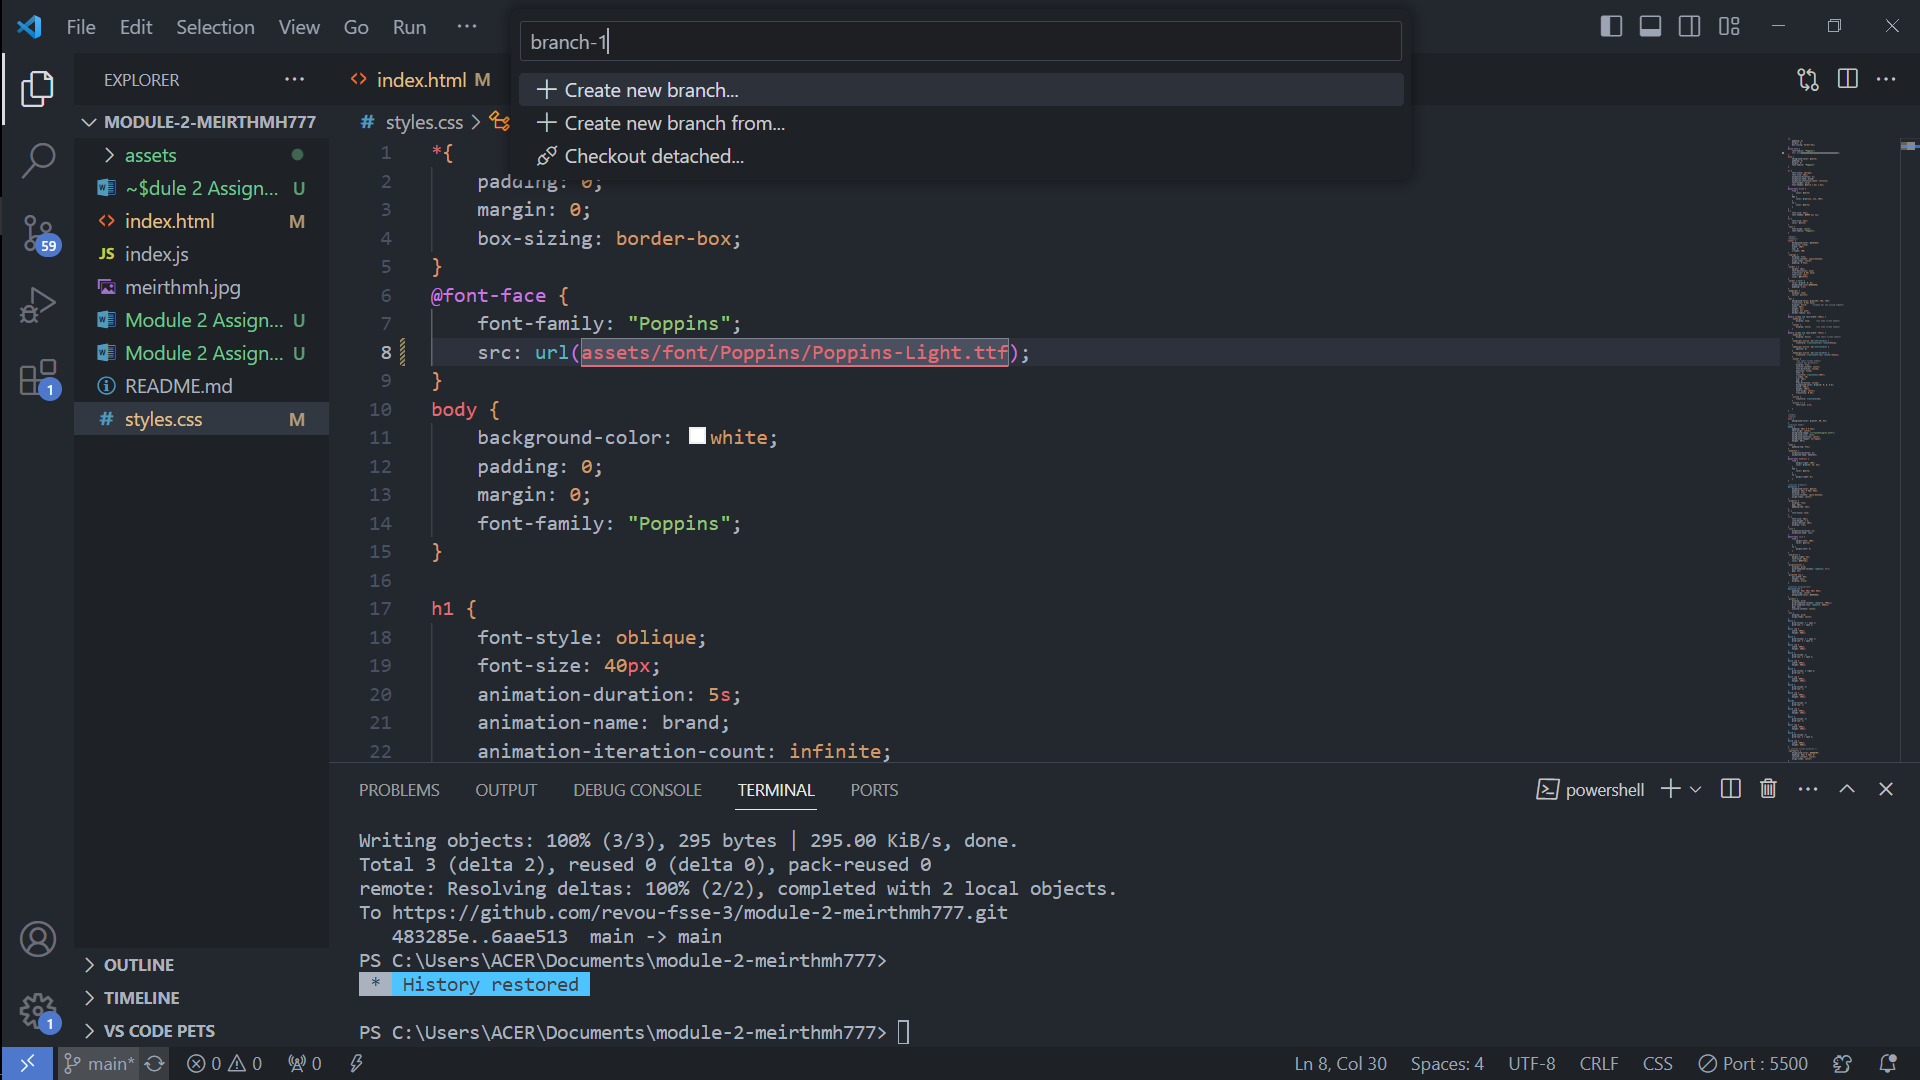 File Edit Selection View Go Run ···
branch-1
Create new branch...
Create new branch from...
Checkout detached...
EXPLORER ···
MODULE-2-MEIRTHMH777
assets
~$dule 2 Assign... U
index.html M
index.js
meirthmh.jpg
Module 2 Assign... U
Module 2 Assign... U
README.md
styles.css M
OUTLINE
TIMELINE
VS CODE PETS
59
1
1
index.html M
# styles.css >
1 *{
2 padding: 0;
3 margin: 0;
4 box-sizing: border-box;
5 }
6 @font-face {
7 font-family: "Poppins";
8 src: url(assets/font/Poppins/Poppins-Light.ttf);
9 }
10 body {
11 background-color: white;
12 padding: 0;
13 margin: 0;
14 font-family: "Poppins";
15 }
16
17 h1 {
18 font-style: oblique;
19 font-size: 40px;
20 animation-duration: 5s;
21 animation-name: brand;
22 animation-iteration-count: infinite;
PROBLEMS OUTPUT DEBUG CONSOLE TERMINAL PORTS
powershell
Writing objects: 100% (3/3), 295 bytes | 295.00 KiB/s, done.
Total 3 (delta 2), reused 0 (delta 0), pack-reused 0
remote: Resolving deltas: 100% (2/2), completed with 2 local objects.
To https://github.com/revou-fsse-3/module-2-meirthmh777.git
483285e..6aae513 main -> main
PS C:\Users\ACER\Documents\module-2-meirthmh777>
* History restored
PS C:\Users\ACER\Documents\module-2-meirthmh777>
main* 0 0 0
Ln 8, Col 30 Spaces: 4 UTF-8 CRLF CSS Port : 5500